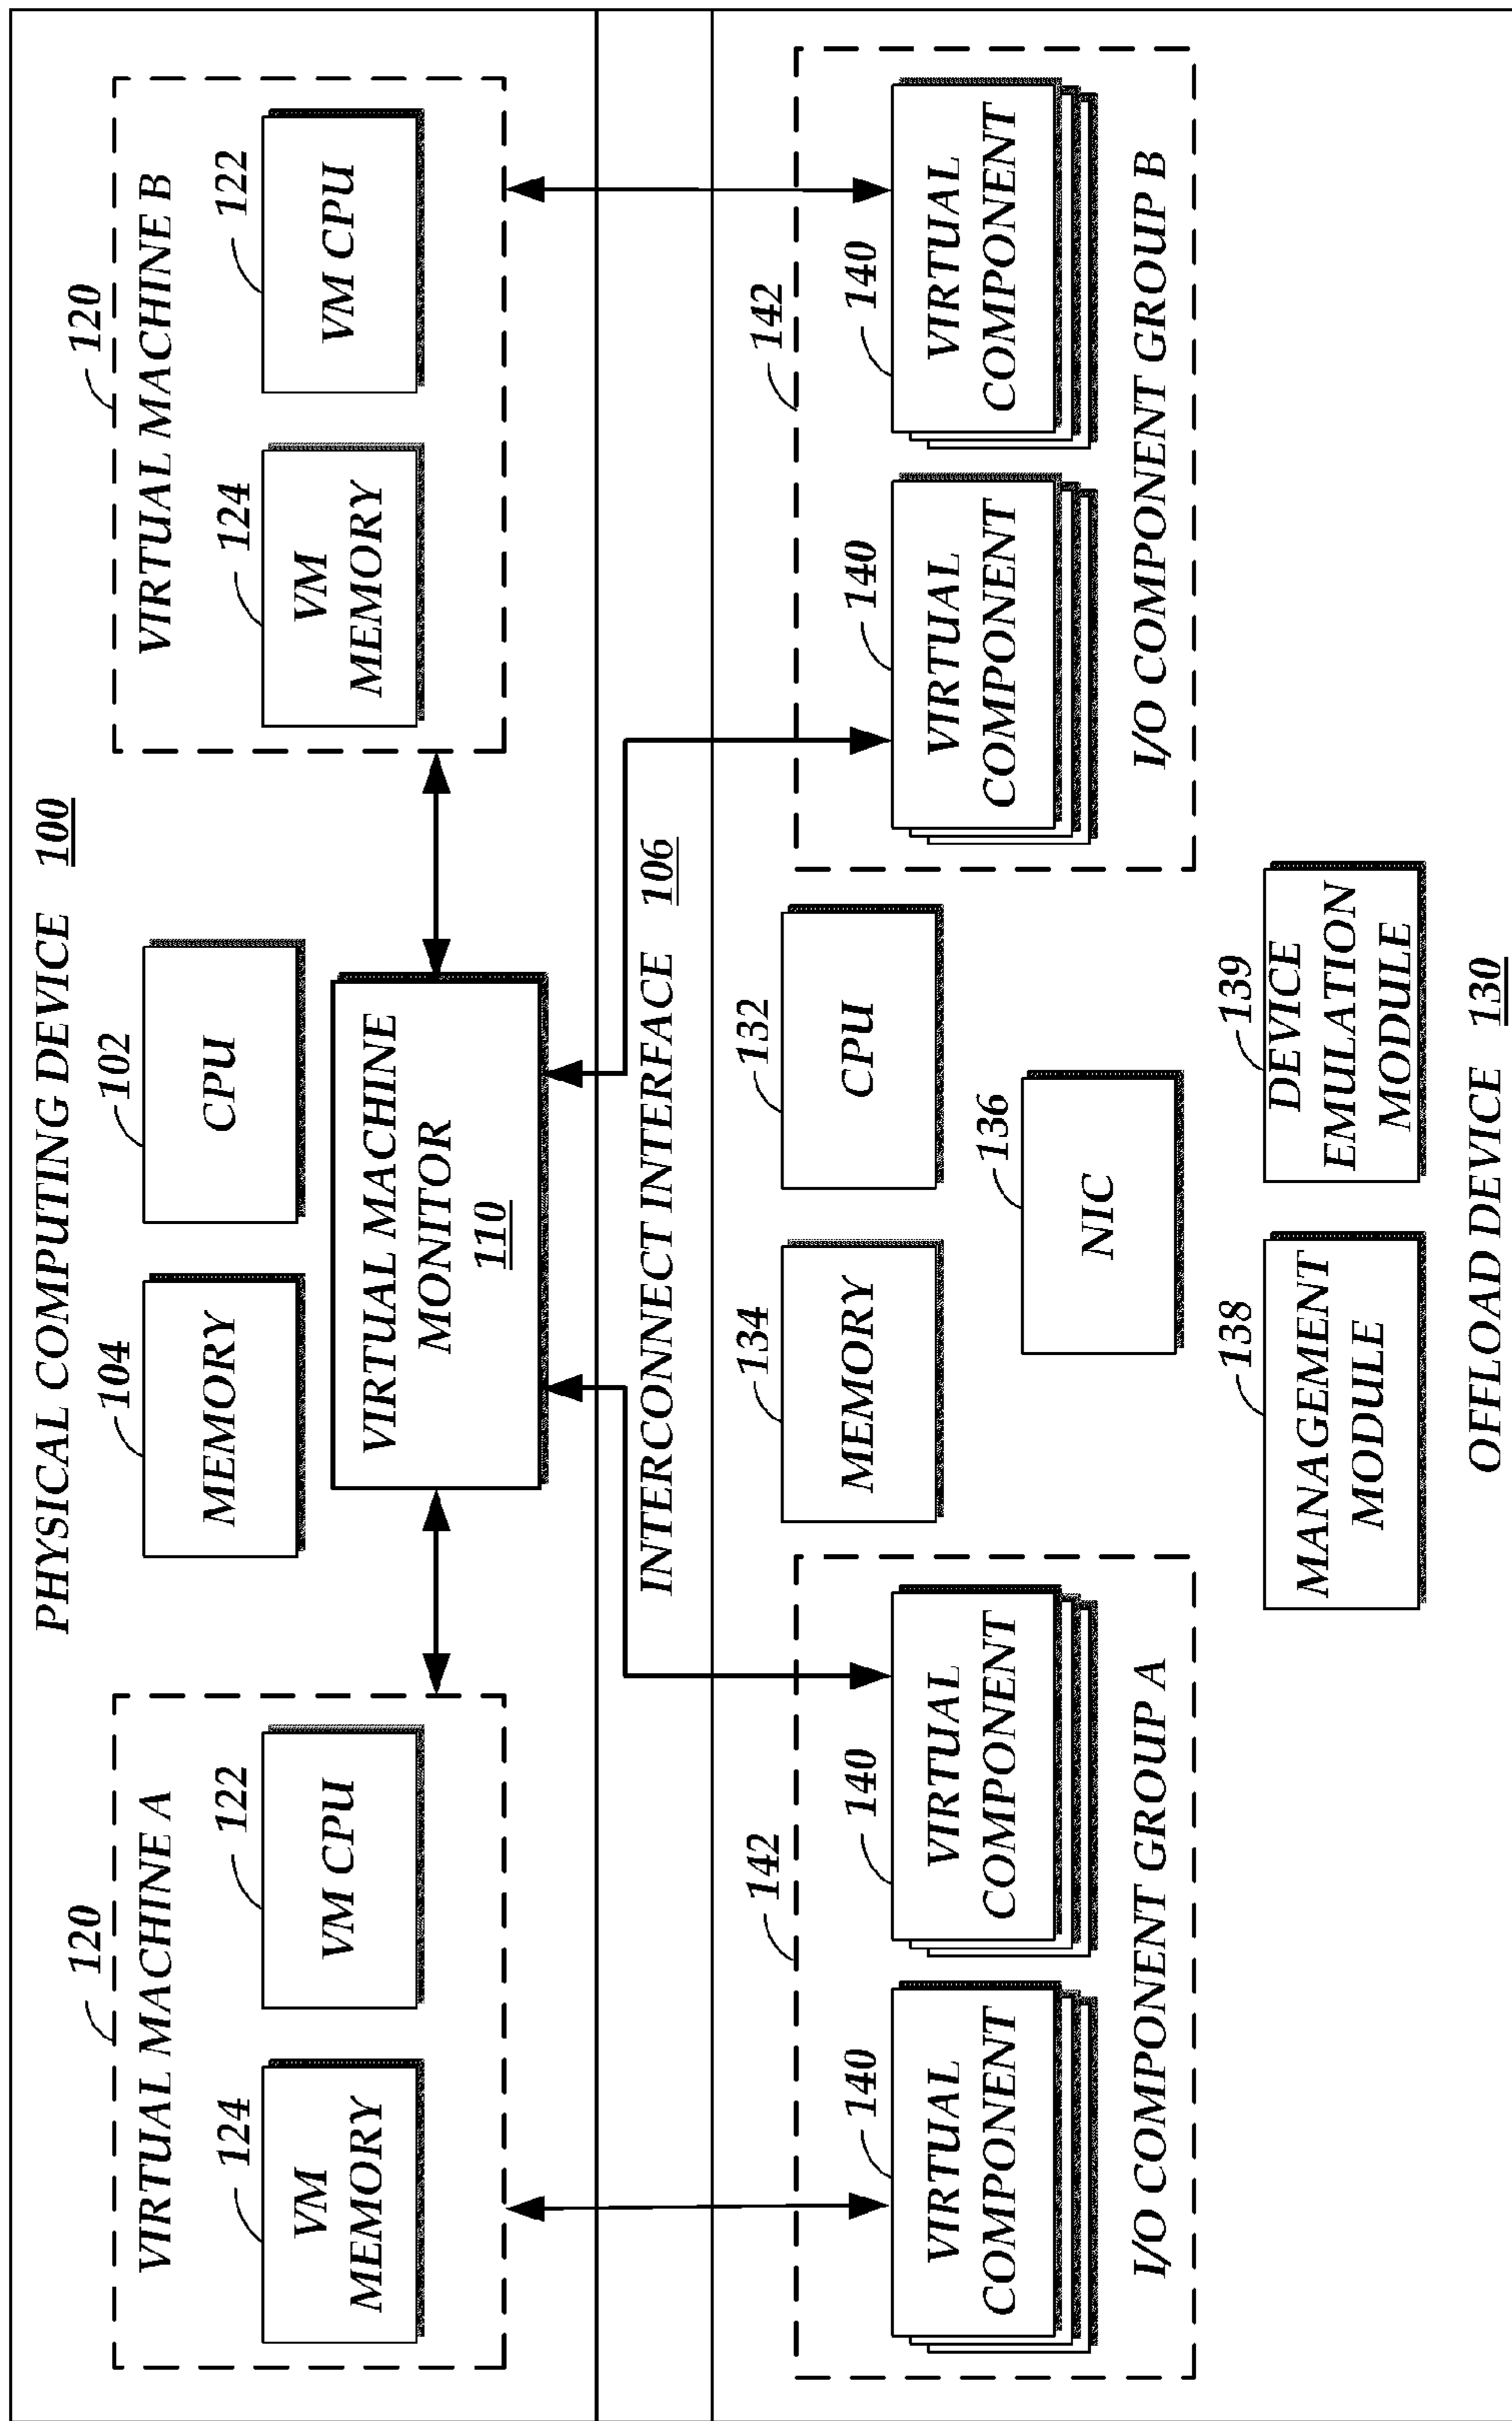 PHYSICAL COMPUTING DEVICE 100
120
VIRTUAL MACHINE A
124
VM
MEMORY
122
VM CPU
104
MEMORY
102
CPU
VIRTUAL MACHINE
MONITOR
110
120
VIRTUAL MACHINE B
124
VM
MEMORY
122
VM CPU
INTERCONNECT INTERFACE 106
142
140
VIRTUAL
COMPONENT
140
VIRTUAL
COMPONENT
I/O COMPONENT GROUP A
134
MEMORY
132
CPU
136
NIC
142
140
VIRTUAL
COMPONENT
140
VIRTUAL
COMPONENT
I/O COMPONENT GROUP B
138
MANAGEMENT
MODULE
139
DEVICE
EMULATION
MODULE
OFFLOAD DEVICE 130